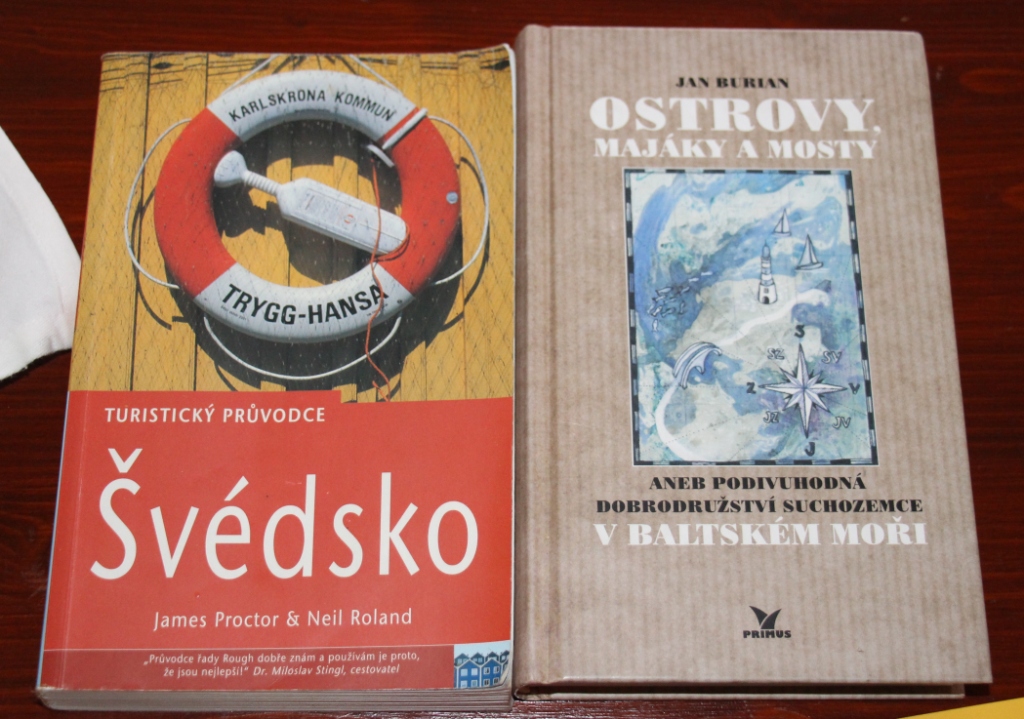 KARLSKRONA KOMMUN
TRYGG-HANSA
TURISTICKÝ PRŮVODCE
Švédsko
James Proctor & Neil Roland
„Průvodce řady Rough dobře znám a používám je proto,
že jsou nejlepší!“ Dr. Miloslav Stingl, cestovatel
JAN BURIAN
OSTROVY,
MAJÁKY A MOSTY
S
SZ SV
Z V
JZ JV
J
ANEB PODIVUHODNÁ
DOBRODRUŽSTVÍ SUCHOZEMCE
V BALTSKÉM MOŘI
PRIMUS